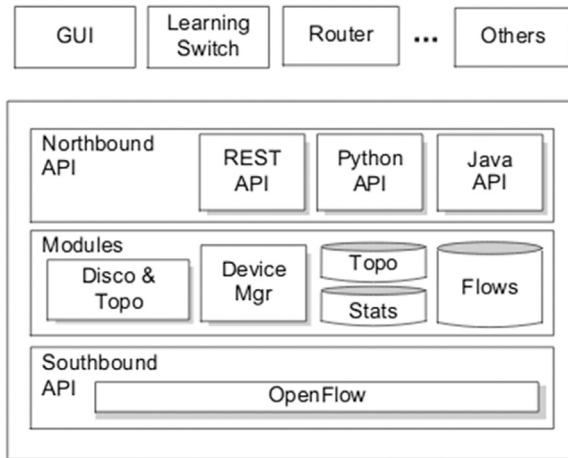 GUI
Learning
Switch
Router
...
Others
Northbound
API
REST
API
Python
API
Java
API
Modules
Disco &
Topo
Device
Mgr
Topo
Stats
Flows
Southbound
API
OpenFlow